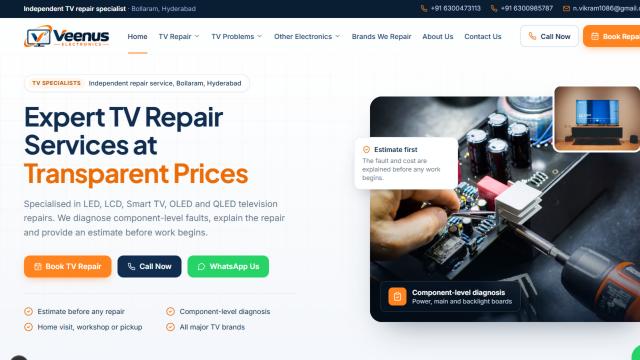 Independent repair specialist · Bollaram, Hyderabad
+91 6300473113
+91 6300985787
n.vikram1086@gmail.c
Veenus
ELECTRONICS
Home
TV Repair
TV Problems
Other Electronics
Brands We Repair
About Us
Contact Us
Call Now
Book Repai
TV SPECIALISTS
Independent repair service, Bollaram, Hyderabad
Expert TV Repair
Services at
Transparent Prices
Specialised in LED, LCD, Smart TV, OLED and QLED television
repairs. We diagnose component-level faults, explain the repair
and provide an estimate before work begins.
Book TV Repair
Call Now
WhatsApp Us
Estimate before any repair
Component-level diagnosis
Home visit, workshop or pickup
All major TV brands
Estimate first
The fault and cost are
explained before any work
begins.
Component-level diagnosis
Power, main and backlight boards